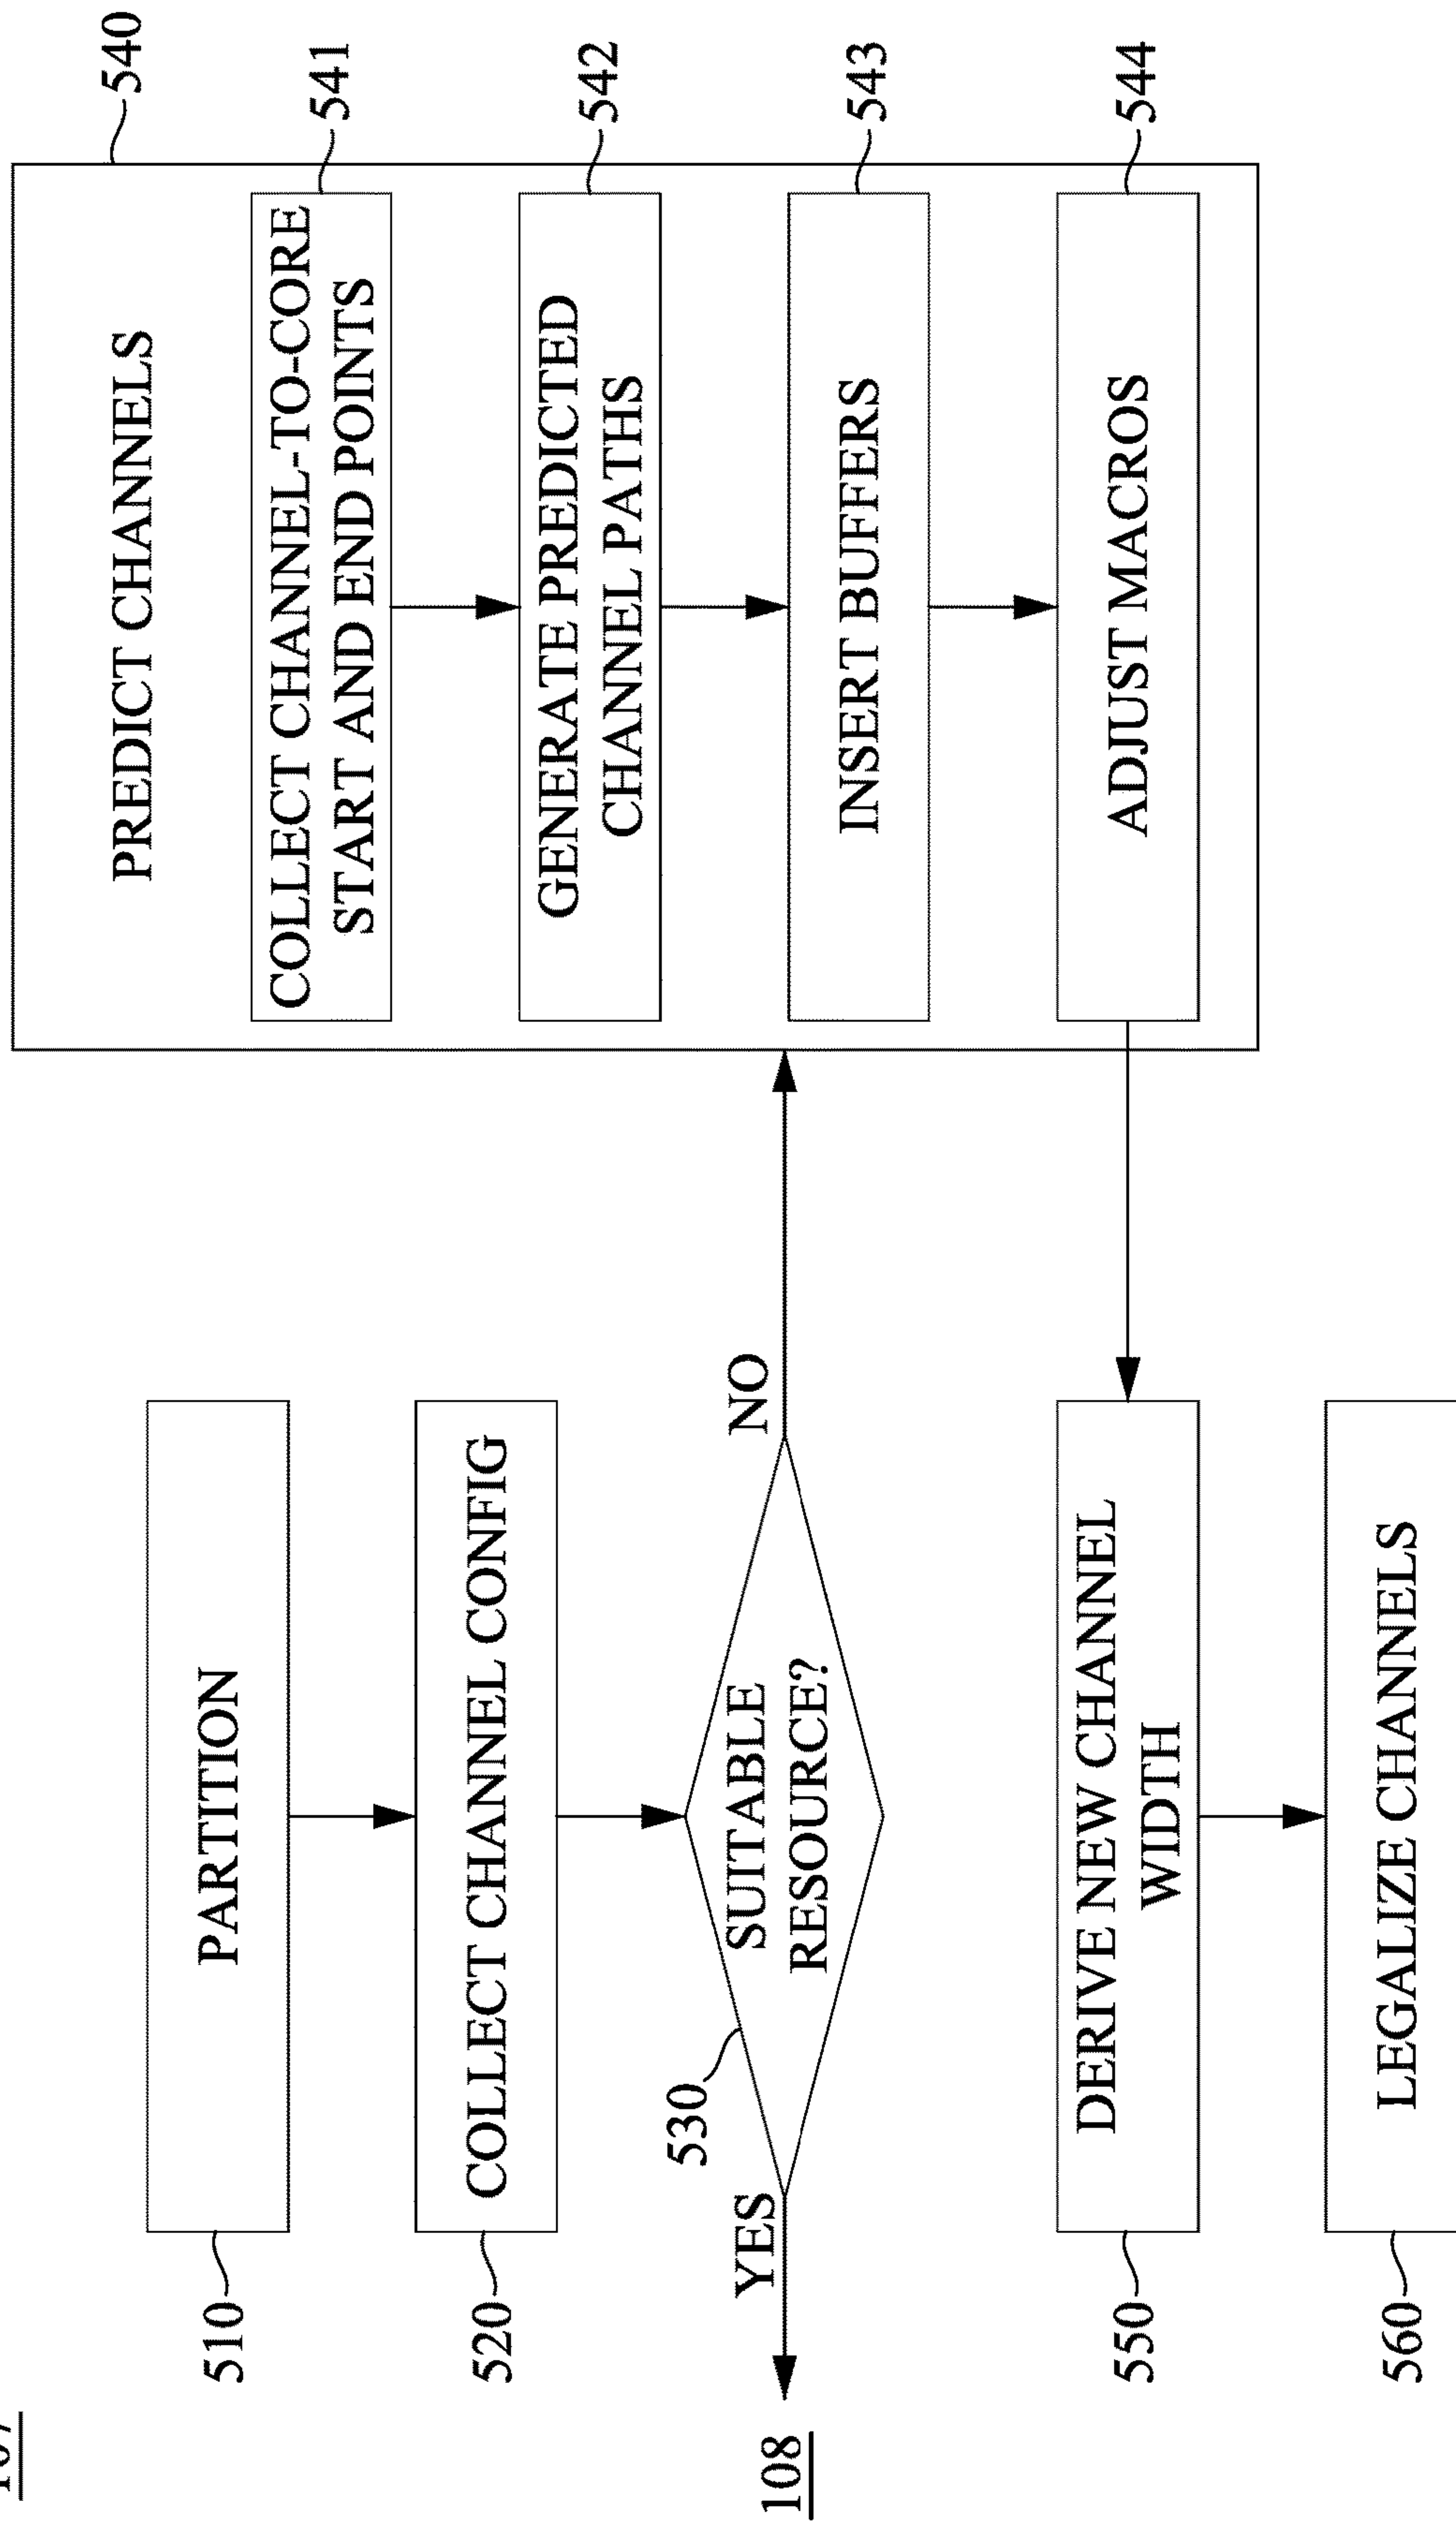 510
PARTITION
520
COLLECT CHANNEL CONFIG
530
SUITABLE
RESOURCE?
YES
NO
108
540
PREDICT CHANNELS
541
COLLECT CHANNEL-TO-CORE
START AND END POINTS
542
GENERATE PREDICTED
CHANNEL PATHS
543
INSERT BUFFERS
544
ADJUST MACROS
550
DERIVE NEW CHANNEL
WIDTH
560
LEGALIZE CHANNELS